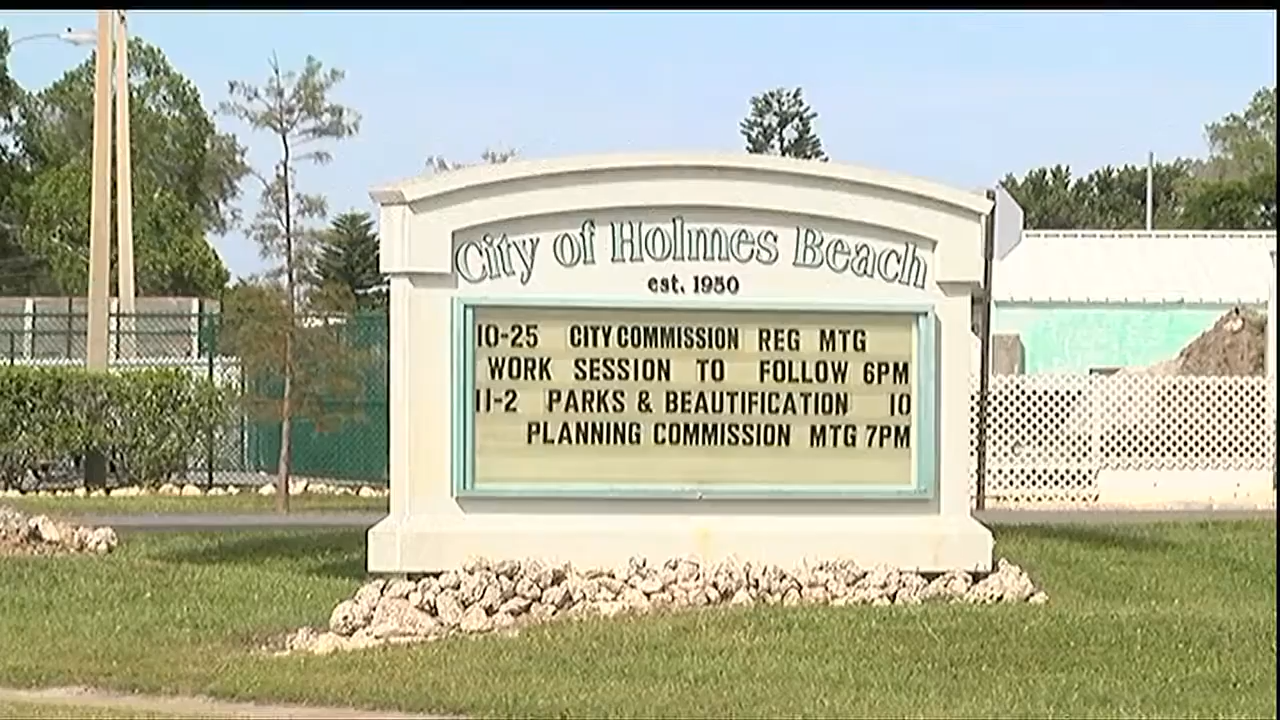 City of Holmes Beach
est. 1950
10-25 CITY COMMISSION REG MTG
WORK SESSION TO FOLLOW 6PM
11-2 PARKS & BEAUTIFICATION 10
PLANNING COMMISSION MTG 7PM